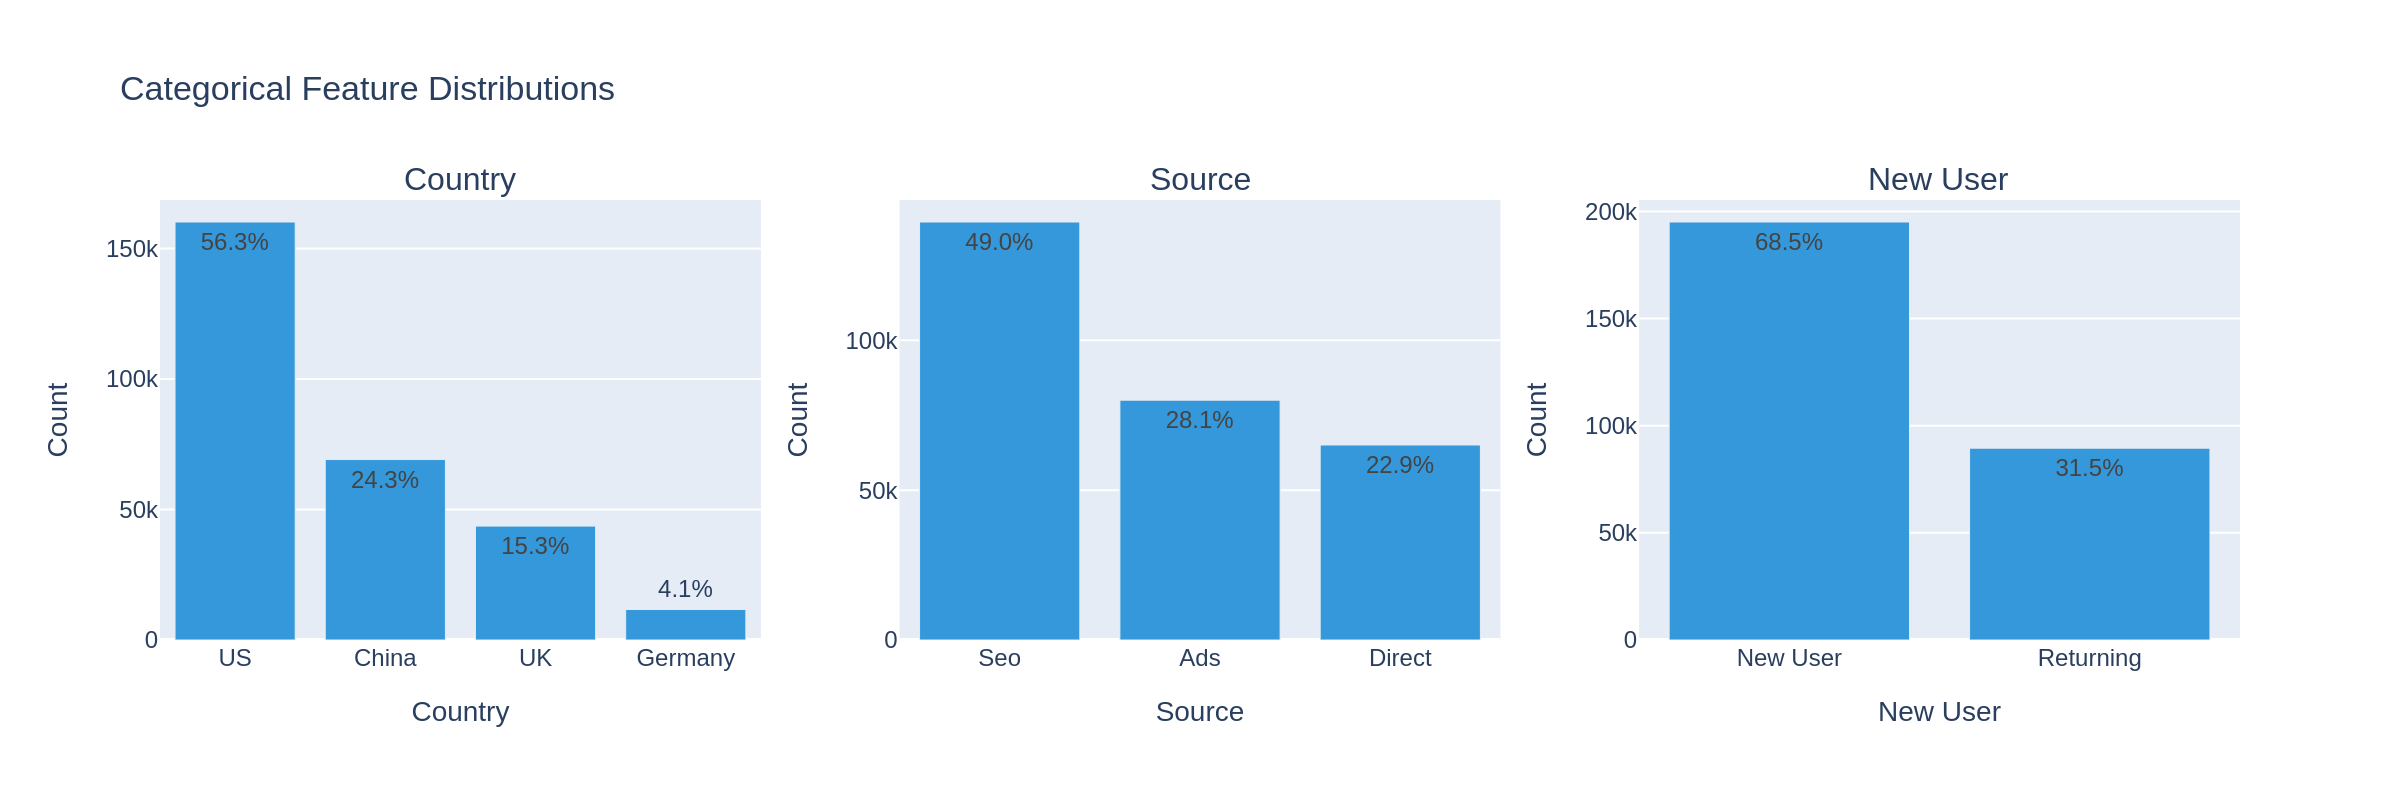 Categorical Feature Distributions
Country
150k
100k
50k
0
Count
56.3%
24.3%
15.3%
4.1%
US China UK Germany
Country
Source
100k
50k
0
Count
49.0%
28.1%
22.9%
Seo Ads Direct
Source
New User
200k
150k
100k
50k
0
Count
68.5%
31.5%
New User Returning
New User